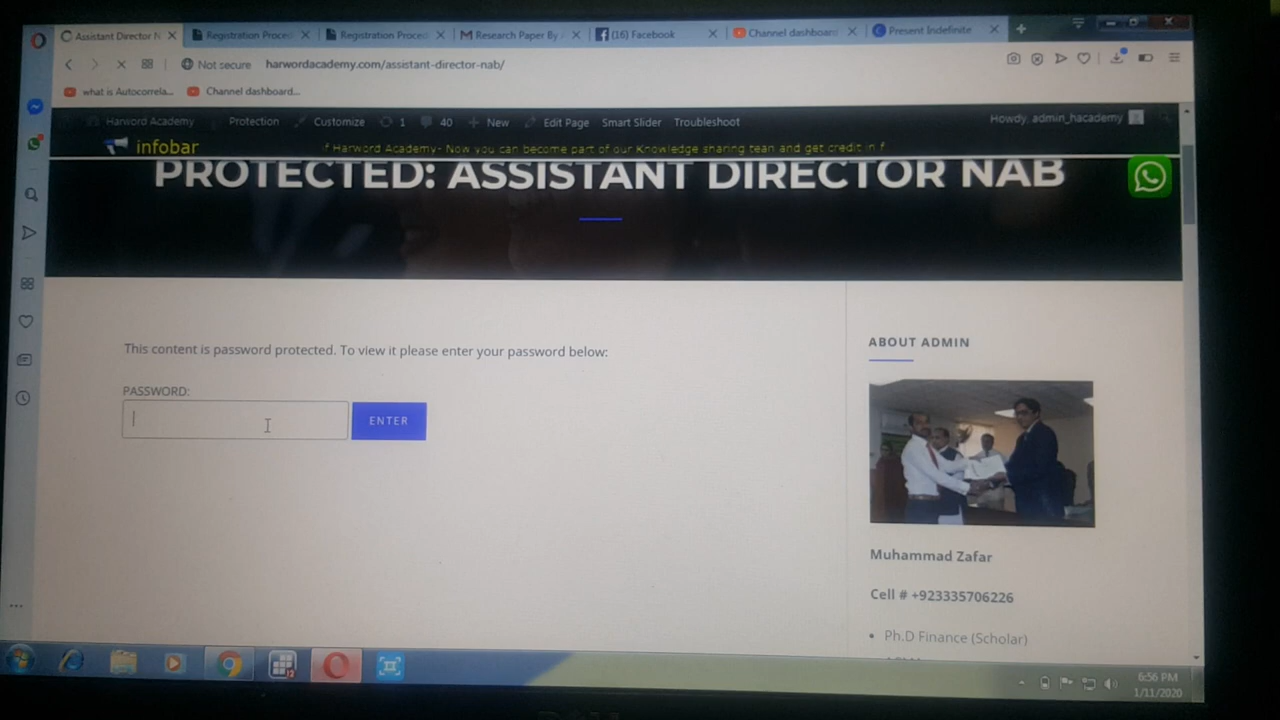 Assistant Director N
Registration Proced
Registration Proced
Research Paper By A
(16) Facebook
Channel dashboard
Present Indefinite
Not secure harwordacademy.com/assistant-director-nab/
what is Autocorrela...
Channel dashboard...
Harword Academy
Protection
Customize
1
40
New
Edit Page
Smart Slider
Troubleshoot
Howdy, admin_hacademy
infobar
f Harword Academy- Now you can become part of our Knowledge sharing tean and get credit in f
PROTECTED: ASSISTANT DIRECTOR NAB
This content is password protected. To view it please enter your password below:
PASSWORD:
ENTER
ABOUT ADMIN
Muhammad Zafar
Cell # +923335706226
• Ph.D Finance (Scholar)
6:56 PM
1/11/2020